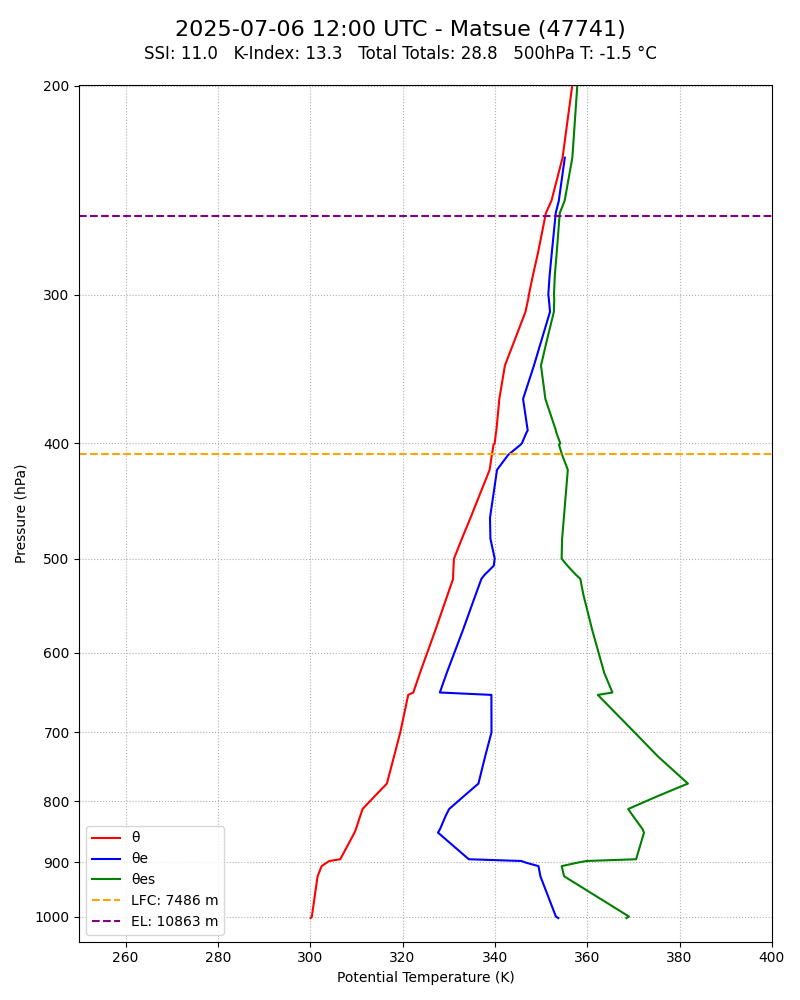 2025-07-06 12:00 UTC - Matsue (47741)
SSI: 11.0   K-Index: 13.3   Total Totals: 28.8   500hPa T: -1.5 °C
Pressure (hPa)
200
300
400
500
600
700
800
900
1000
θ
θe
θes
LFC: 7486 m
EL: 10863 m
260 280 300 320 340 360 380 400
Potential Temperature (K)